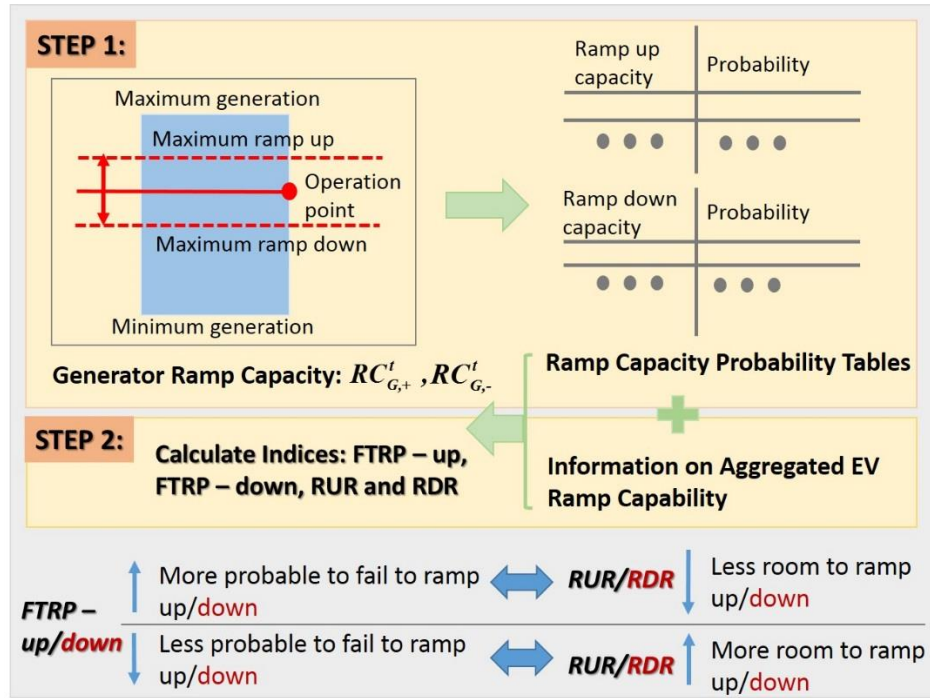 STEP 1:
Maximum generation
Maximum ramp up
Operation
point
Maximum ramp down
Minimum generation
Generator Ramp Capacity: RC^t_{G,+} , RC^t_{G,-}
Ramp up
capacity
Probability
Ramp down
capacity
Probability
Ramp Capacity Probability Tables
STEP 2:
Calculate Indices: FTRP – up,
FTRP – down, RUR and RDR
Information on Aggregated EV
Ramp Capability
FTRP –
up/down
More probable to fail to ramp
up/down
RUR/RDR
Less room to ramp
up/down
Less probable to fail to ramp
up/down
RUR/RDR
More room to ramp
up/down